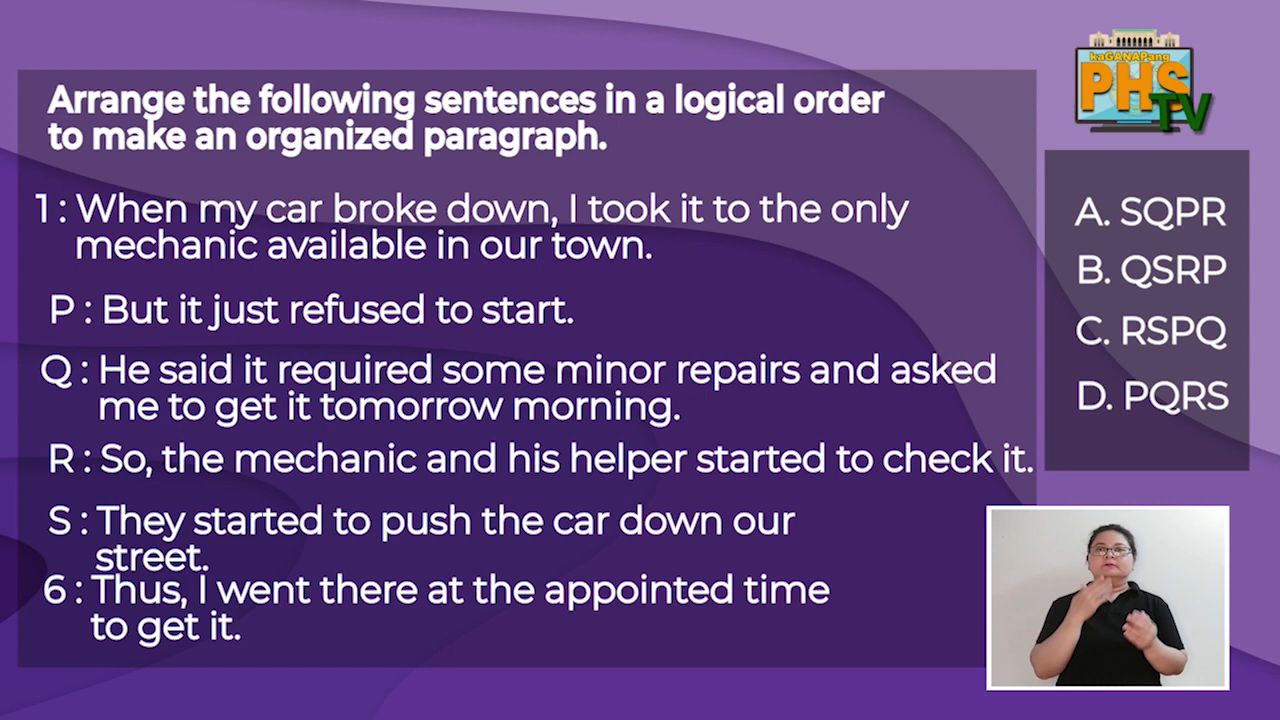 kaGANAPang
PHS
TV
Arrange the following sentences in a logical order
to make an organized paragraph.
1 : When my car broke down, I took it to the only
mechanic available in our town.
P : But it just refused to start.
Q : He said it required some minor repairs and asked
me to get it tomorrow morning.
R : So, the mechanic and his helper started to check it.
S : They started to push the car down our
street.
6 : Thus, I went there at the appointed time
to get it.
A. SQPR
B. QSRP
C. RSPQ
D. PQRS